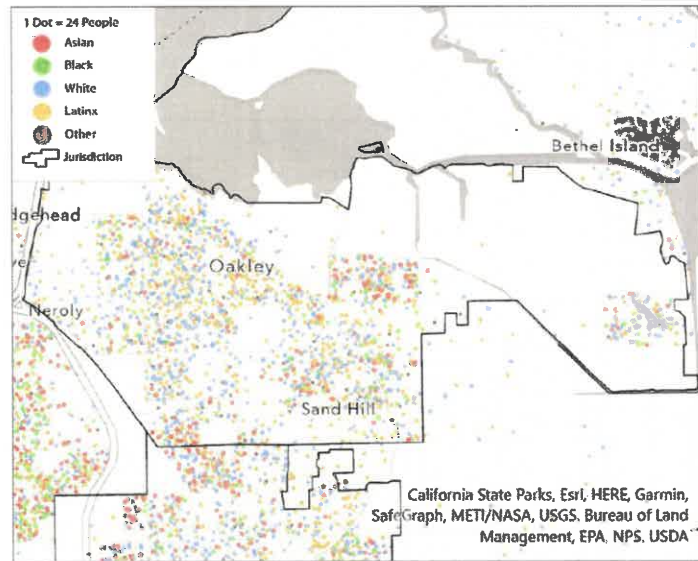 1 Dot = 24 People
Asian
Black
White
Latinx
Other
Jurisdiction
Bethel Island
dgehead
Oakley
Neroly
Sand Hill
California State Parks, Esri, HERE, Garmin,
SafeGraph, METI/NASA, USGS, Bureau of Land
Management, EPA, NPS, USDA